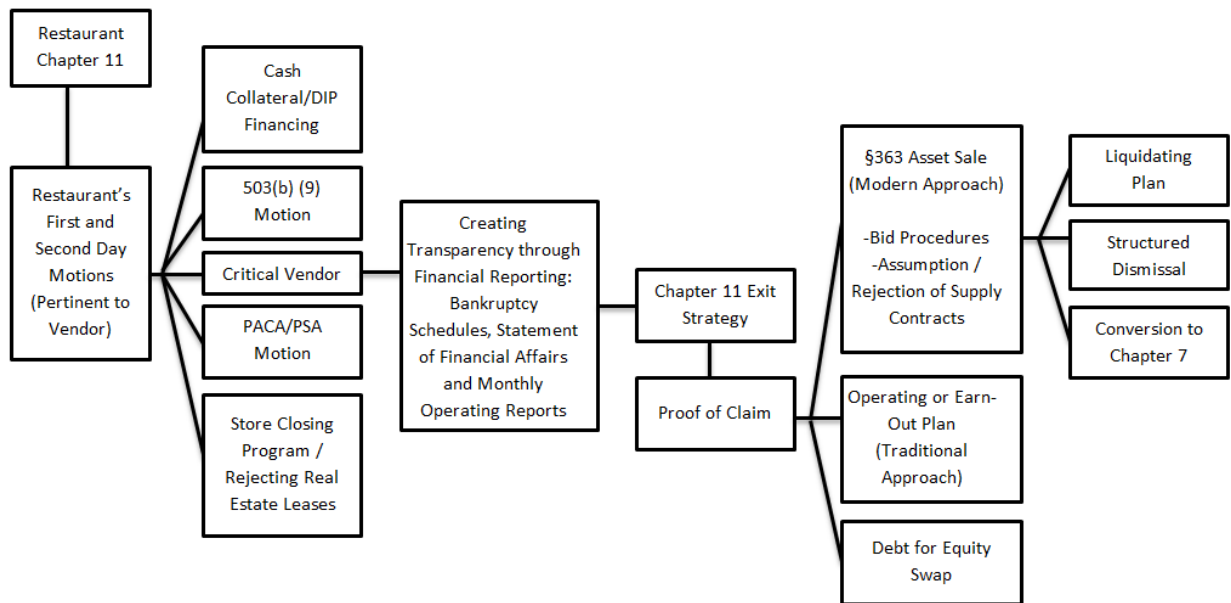 Restaurant
Chapter 11
Restaurant's
First and
Second Day
Motions
(Pertinent to
Vendor)
Cash
Collateral/DIP
Financing
503(b) (9)
Motion
Critical Vendor
PACA/PSA
Motion
Store Closing
Program /
Rejecting Real
Estate Leases
Creating
Transparency through
Financial Reporting:
Bankruptcy
Schedules, Statement
of Financial Affairs
and Monthly
Operating Reports
Chapter 11 Exit
Strategy
Proof of Claim
§363 Asset Sale
(Modern Approach)
-Bid Procedures
-Assumption /
Rejection of Supply
Contracts
Operating or Earn-
Out Plan
(Traditional
Approach)
Debt for Equity
Swap
Liquidating
Plan
Structured
Dismissal
Conversion to
Chapter 7